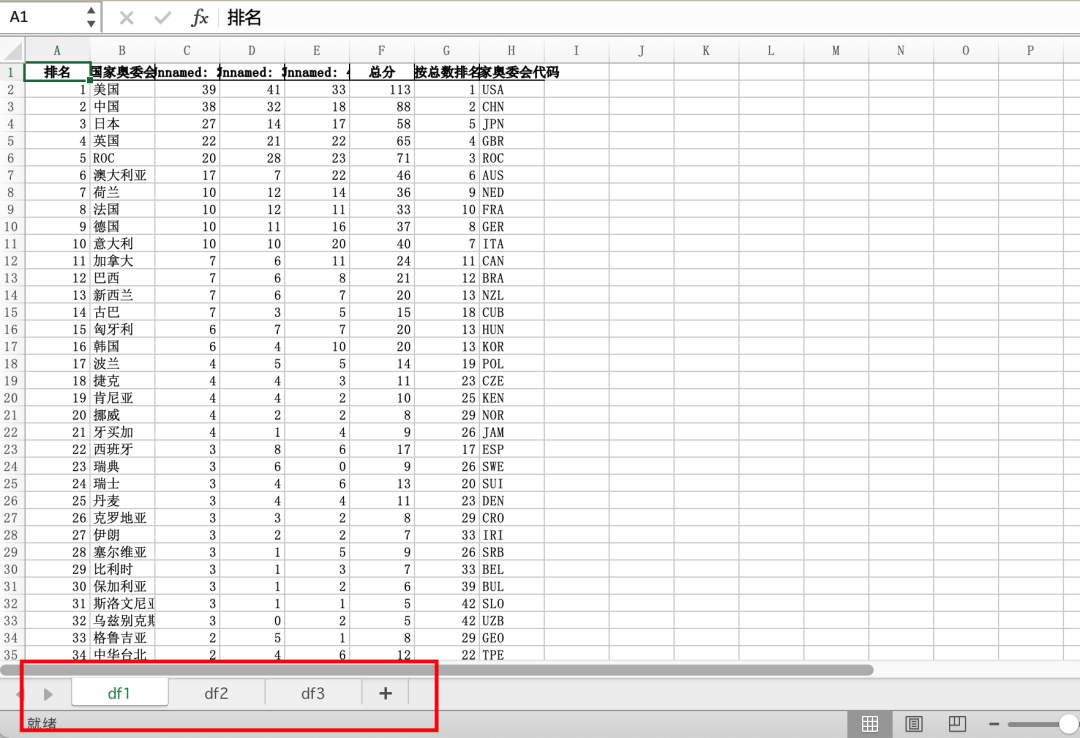 A1 fx 排名
A B C D E F G H I J K L M N O P
1 排名 国家奥委会 nnamed: nnamed: nnamed: 总分 按总数排名 家奥委会代码
2 1 美国 39 41 33 113 1 USA
3 2 中国 38 32 18 88 2 CHN
4 3 日本 27 14 17 58 5 JPN
5 4 英国 22 21 22 65 4 GBR
6 5 ROC 20 28 23 71 3 ROC
7 6 澳大利亚 17 7 22 46 6 AUS
8 7 荷兰 10 12 14 36 9 NED
9 8 法国 10 12 11 33 10 FRA
10 9 德国 10 11 16 37 8 GER
11 10 意大利 10 10 20 40 7 ITA
12 11 加拿大 7 6 11 24 11 CAN
13 12 巴西 7 6 8 21 12 BRA
14 13 新西兰 7 6 7 20 13 NZL
15 14 古巴 7 3 5 15 18 CUB
16 15 匈牙利 6 7 7 20 13 HUN
17 16 韩国 6 4 10 20 13 KOR
18 17 波兰 4 5 5 14 19 POL
19 18 捷克 4 4 3 11 23 CZE
20 19 肯尼亚 4 4 2 10 25 KEN
21 20 挪威 4 2 2 8 29 NOR
22 21 牙买加 4 1 4 9 26 JAM
23 22 西班牙 3 8 6 17 17 ESP
24 23 瑞典 3 6 0 9 26 SWE
25 24 瑞士 3 4 6 13 20 SUI
26 25 丹麦 3 4 4 11 23 DEN
27 26 克罗地亚 3 3 2 8 29 CRO
28 27 伊朗 3 2 2 7 33 IRI
29 28 塞尔维亚 3 1 5 9 26 SRB
30 29 比利时 3 1 3 7 33 BEL
31 30 保加利亚 3 1 2 6 39 BUL
32 31 斯洛文尼亚 3 1 1 5 42 SLO
33 32 乌兹别克斯 3 0 2 5 42 UZB
34 33 格鲁吉亚 2 5 1 8 29 GEO
35 34 中华台北 2 4 6 12 22 TPE
df1 df2 df3 +
就绪